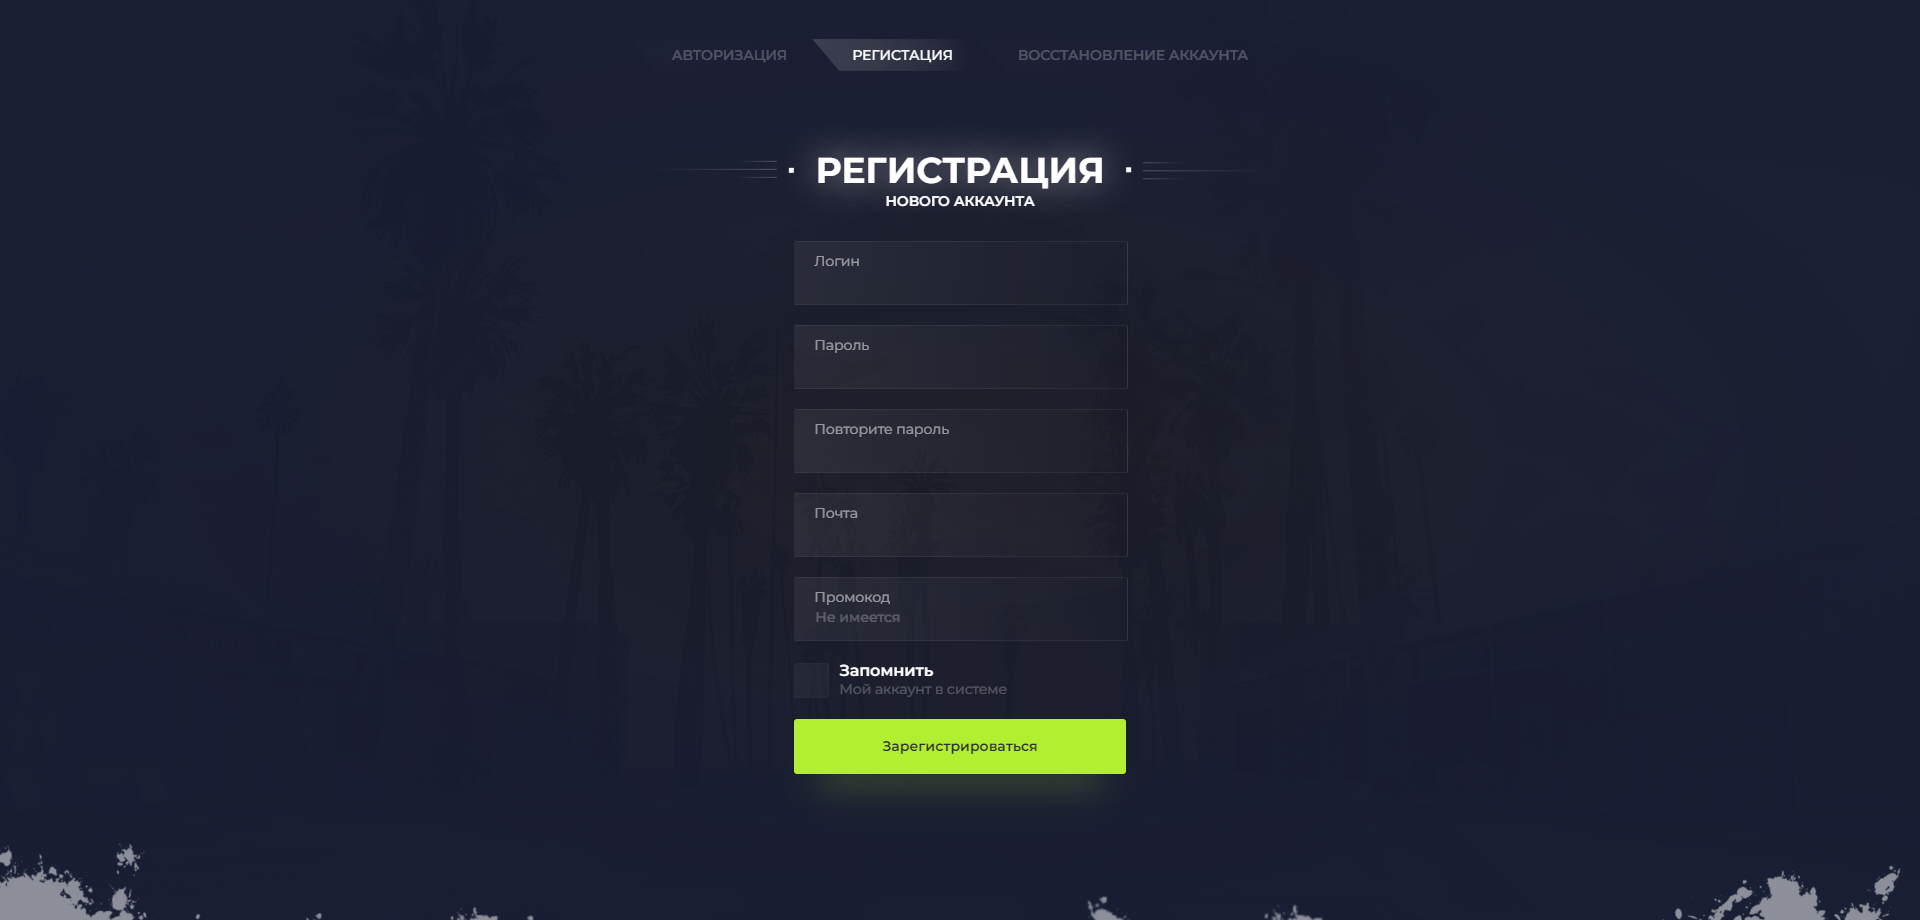 АВТОРИЗАЦИЯ
РЕГИСТАЦИЯ
ВОССТАНОВЛЕНИЕ АККАУНТА
РЕГИСТРАЦИЯ
НОВОГО АККАУНТА
Логин
Пароль
Повторите пароль
Почта
Промокод
Не имеется
Запомнить
Мой аккаунт в системе
Зарегистрироваться